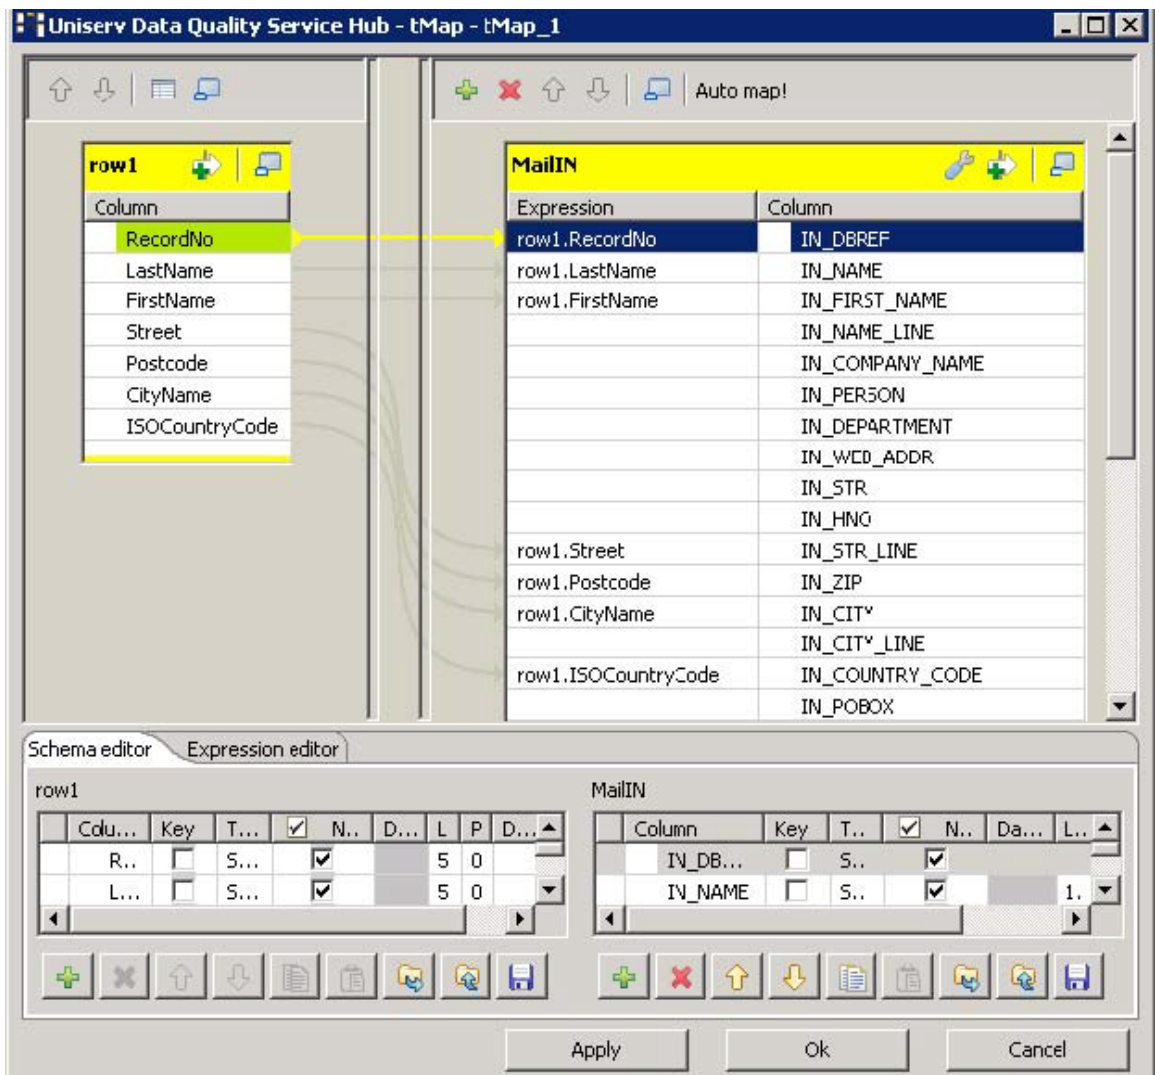 Uniserv Data Quality Service Hub - tMap - tMap_1
Auto map!
row1
Column
RecordNo
LastName
FirstName
Street
Postcode
CityName
ISOCountryCode
MailIN
Expression Column
row1.RecordNo IN_DBREF
row1.LastName IN_NAME
row1.FirstName IN_FIRST_NAME
IN_NAME_LINE
IN_COMPANY_NAME
IN_PERSON
IN_DEPARTMENT
IN_WEB_ADDR
IN_STR
IN_HNO
row1.Street IN_STR_LINE
row1.Postcode IN_ZIP
row1.CityName IN_CITY
IN_CITY_LINE
row1.ISOCountryCode IN_COUNTRY_CODE
IN_POBOX
Schema editor Expression editor
row1
Colu... Key T... N.. D... L P D...
R.. S... 5 0
L... S... 5 0
MailIN
Column Key T.. N.. Da... L..
IN_DB... S..
IN_NAME S.. 1.
Apply Ok Cancel